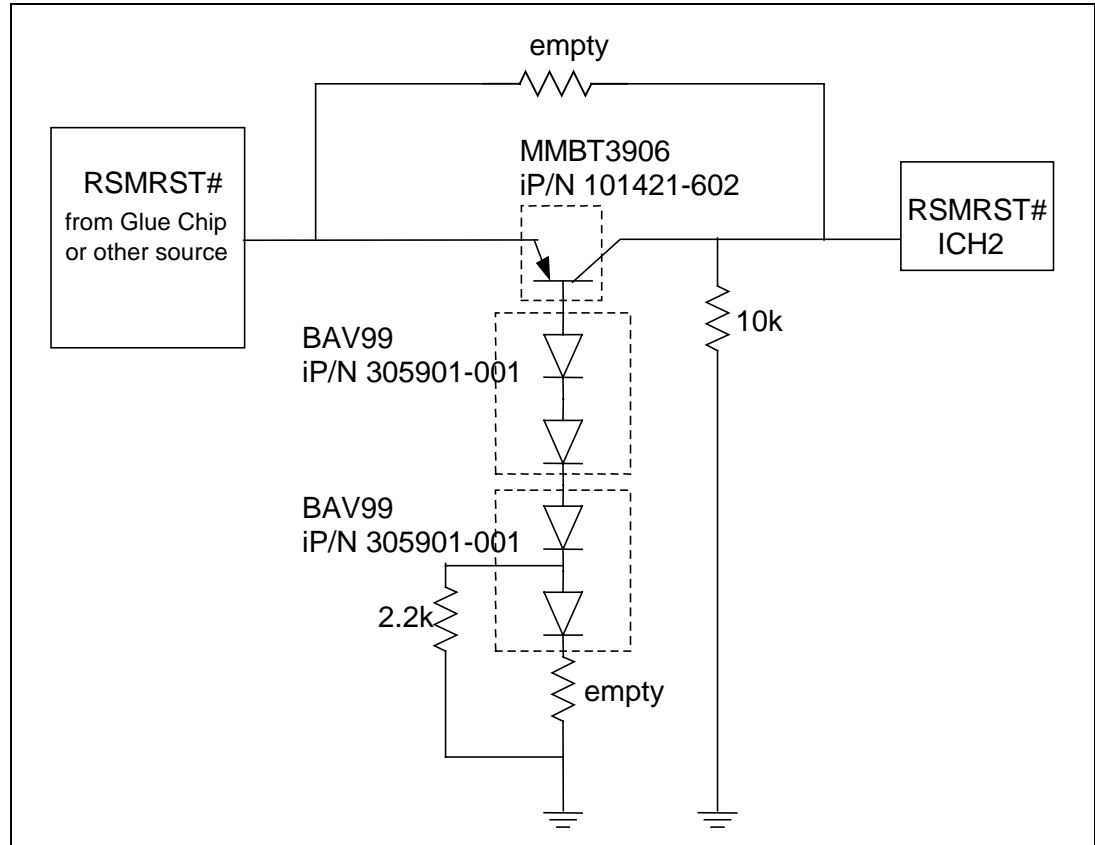 empty
MMBT3906
iP/N 101421-602
RSMRST#
from Glue Chip
or other source
RSMRST#
ICH2
10k
BAV99
iP/N 305901-001
BAV99
iP/N 305901-001
2.2k
empty